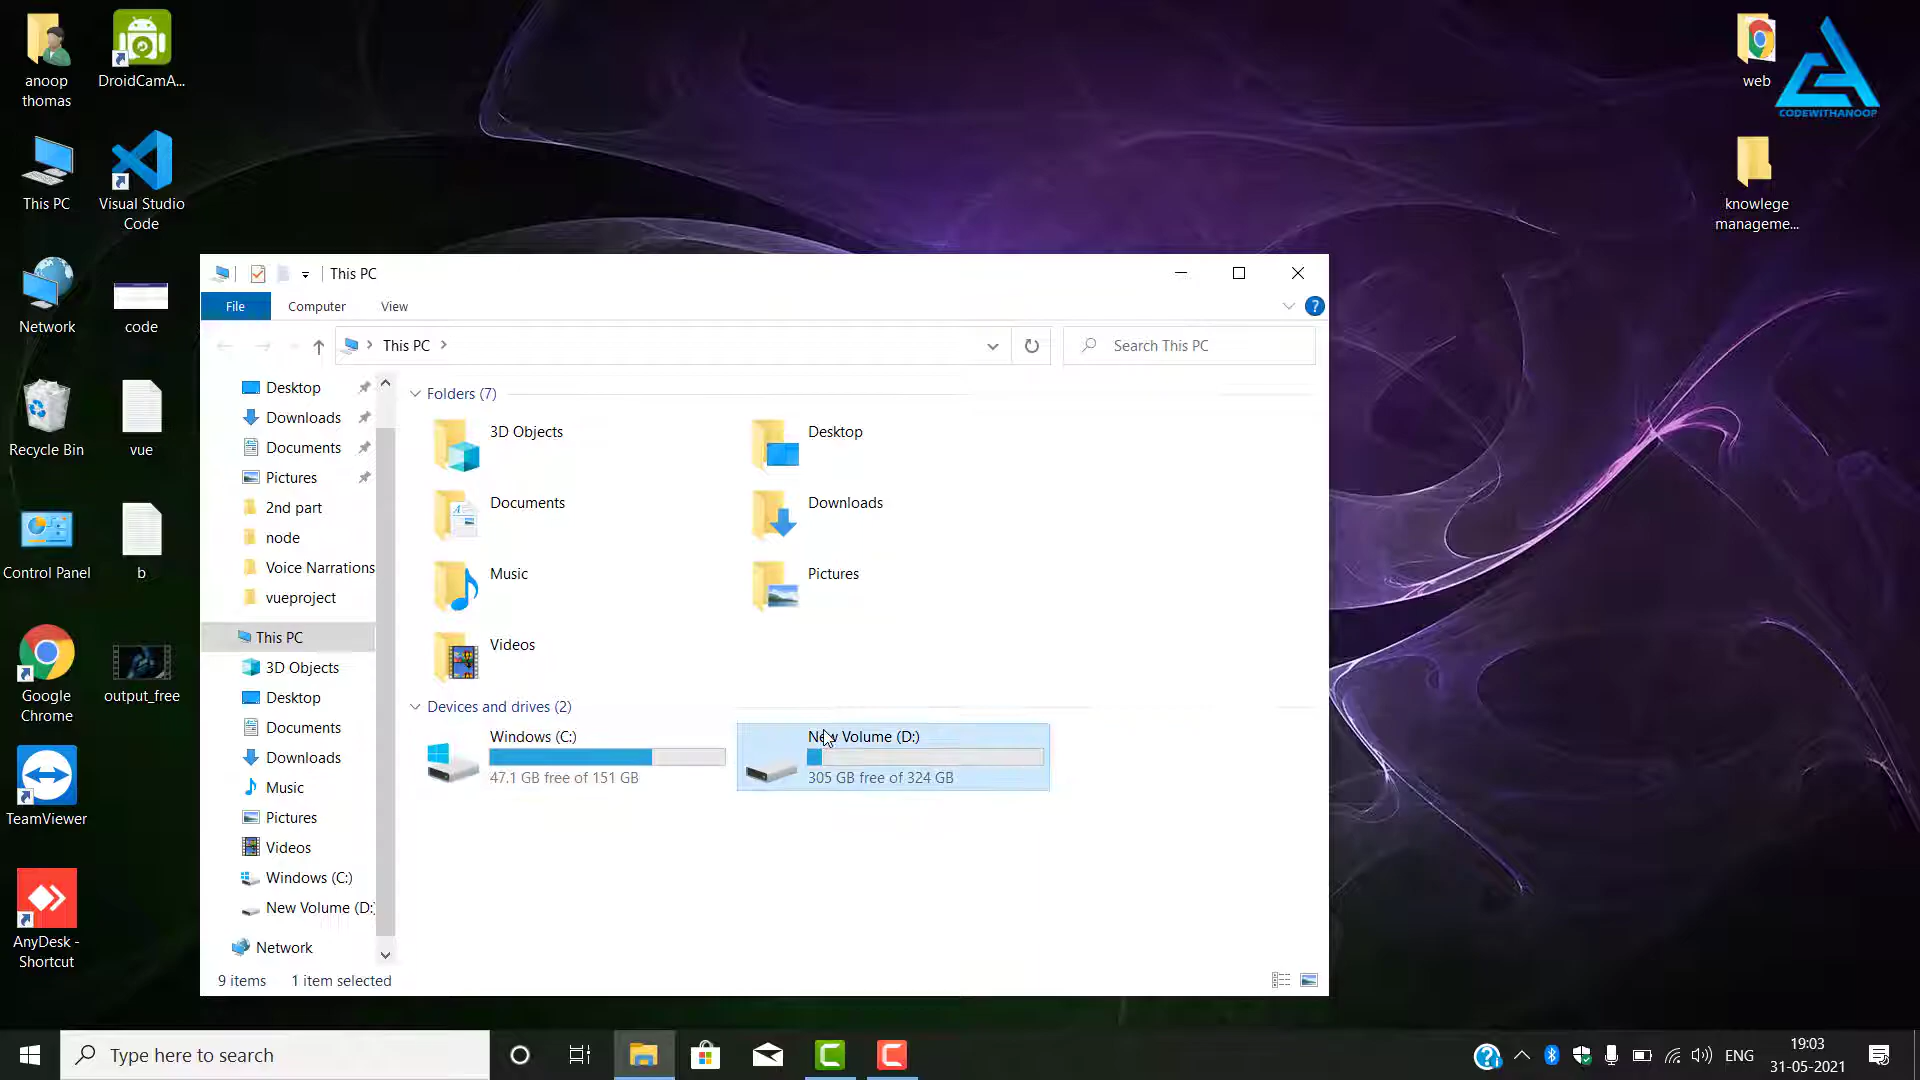 anoop
thomas
DroidCamA...
This PC
Visual Studio
Code
Network
code
Recycle Bin
vue
Control Panel
b
Google
Chrome
output_free
TeamViewer
AnyDesk -
Shortcut
web
CODEWITHANOOP
knowlege
manageme...
This PC
File
Computer
View
?
This PC
Search This PC
Desktop
Downloads
Documents
Pictures
2nd part
node
Voice Narrations
vueproject
This PC
3D Objects
Desktop
Documents
Downloads
Music
Pictures
Videos
Windows (C:)
New Volume (D:)
Network
Folders (7)
3D Objects
Desktop
Documents
Downloads
Music
Pictures
Videos
Devices and drives (2)
Windows (C:)
47.1 GB free of 151 GB
New Volume (D:)
305 GB free of 324 GB
9 items
1 item selected
Type here to search
ENG
19:03
31-05-2021